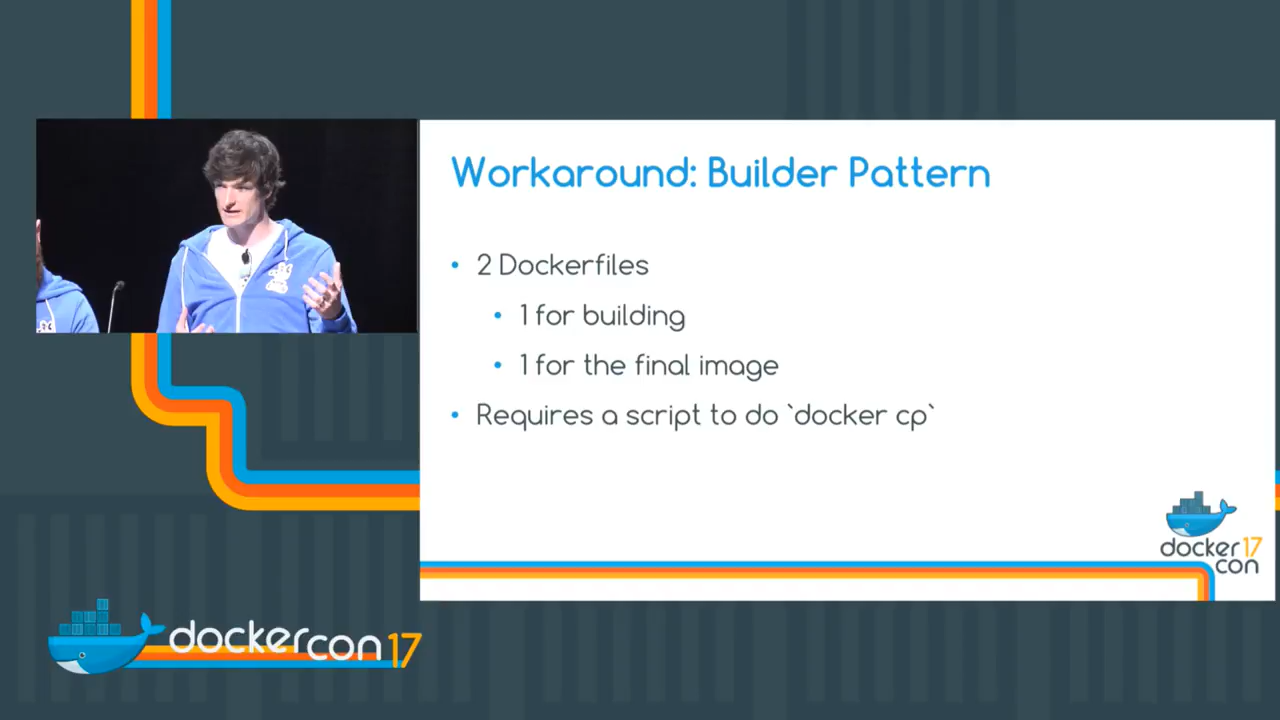 Workaround: Builder Pattern
• 2 Dockerfiles
• 1 for building
• 1 for the final image
• Requires a script to do `docker cp`
docker 17
con
dockercon 17